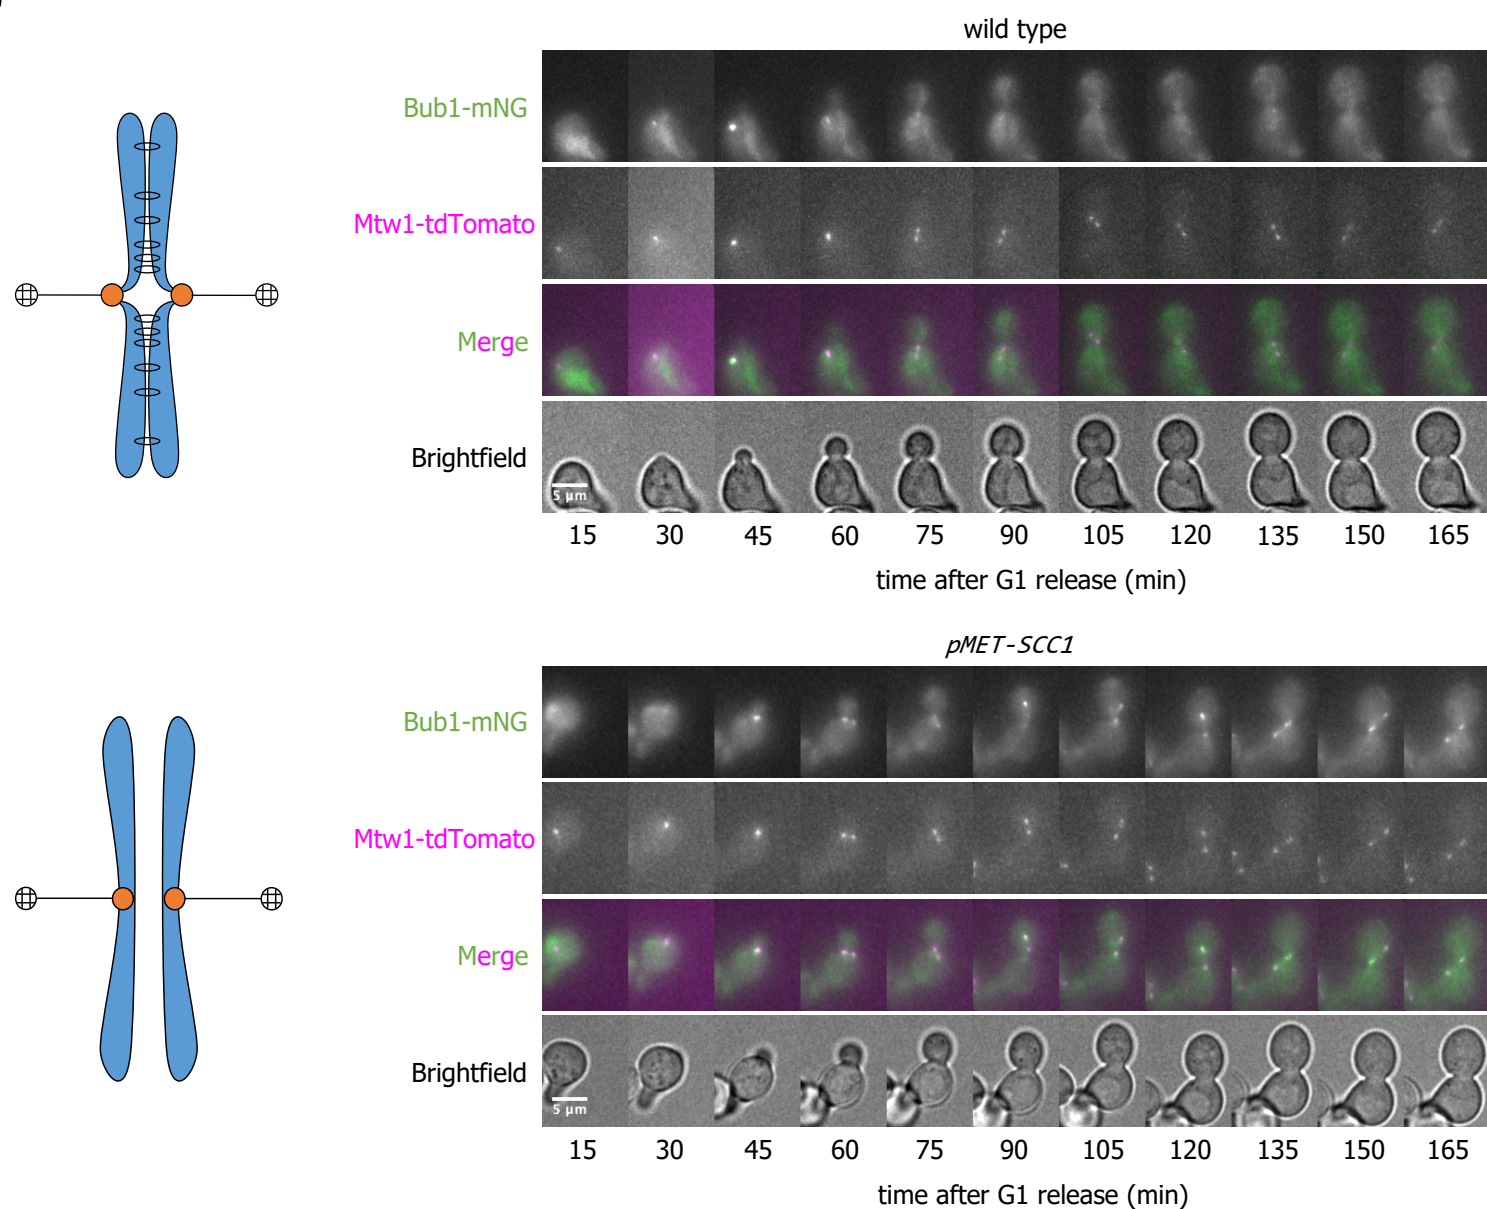 wild type
Bub1-mNG
Mtw1-tdTomato
Merge
Brightfield
5 µm
15 30 45 60 75 90 105 120 135 150 165
time after G1 release (min)
pMET-SCC1
Bub1-mNG
Mtw1-tdTomato
Merge
Brightfield
5 µm
15 30 45 60 75 90 105 120 135 150 165
time after G1 release (min)